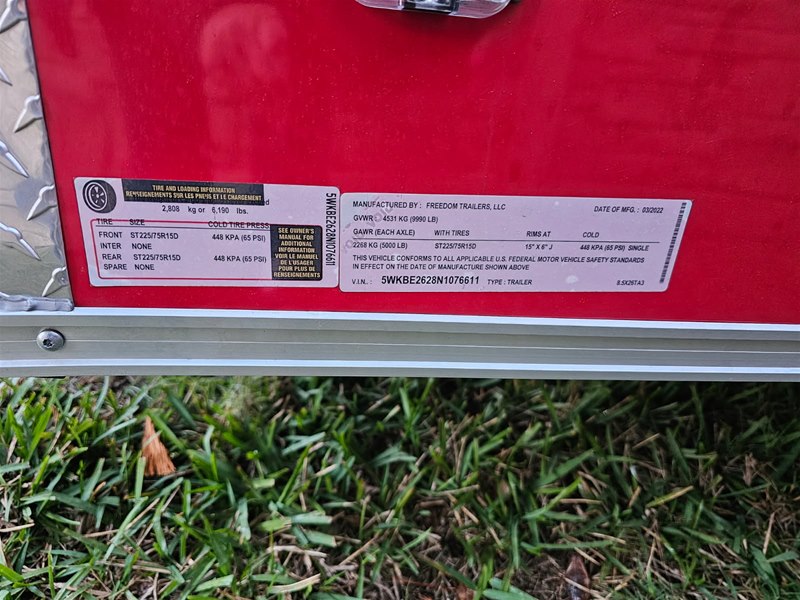 TIRE AND LOADING INFORMATION
RENSEIGNEMENTS SUR LES PNEUS ET LE CHARGEMENT
2,808 kg or 6,190 lbs.
TIRE SIZE COLD TIRE PRESS
FRONT ST225/75R15D 448 KPA (65 PSI)
INTER NONE
REAR ST225/75R15D 448 KPA (65 PSI)
SPARE NONE
SEE OWNER'S
MANUAL FOR
ADDITIONAL
INFORMATION
VOIR LE MANUEL
DE L'USAGER
POUR PLUS DE
RENSEIGNEMENTS
5WKBE2628N1076611
MANUFACTURED BY: FREEDOM TRAILERS, LLC DATE OF MFG.: 03/2022
GVWR 4531 KG (9990 LB)
GAWR (EACH AXLE) WITH TIRES RIMS AT COLD
2268 KG (5000 LB) ST225/75R15D 15" X 6" J 448 KPA (65 PSI) SINGLE
THIS VEHICLE CONFORMS TO ALL APPLICABLE U.S. FEDERAL MOTOR VEHICLE SAFETY STANDARDS
IN EFFECT ON THE DATE OF MANUFACTURE SHOWN ABOVE
V.I.N.: 5WKBE2628N1076611 TYPE: TRAILER 8.5X26TA3